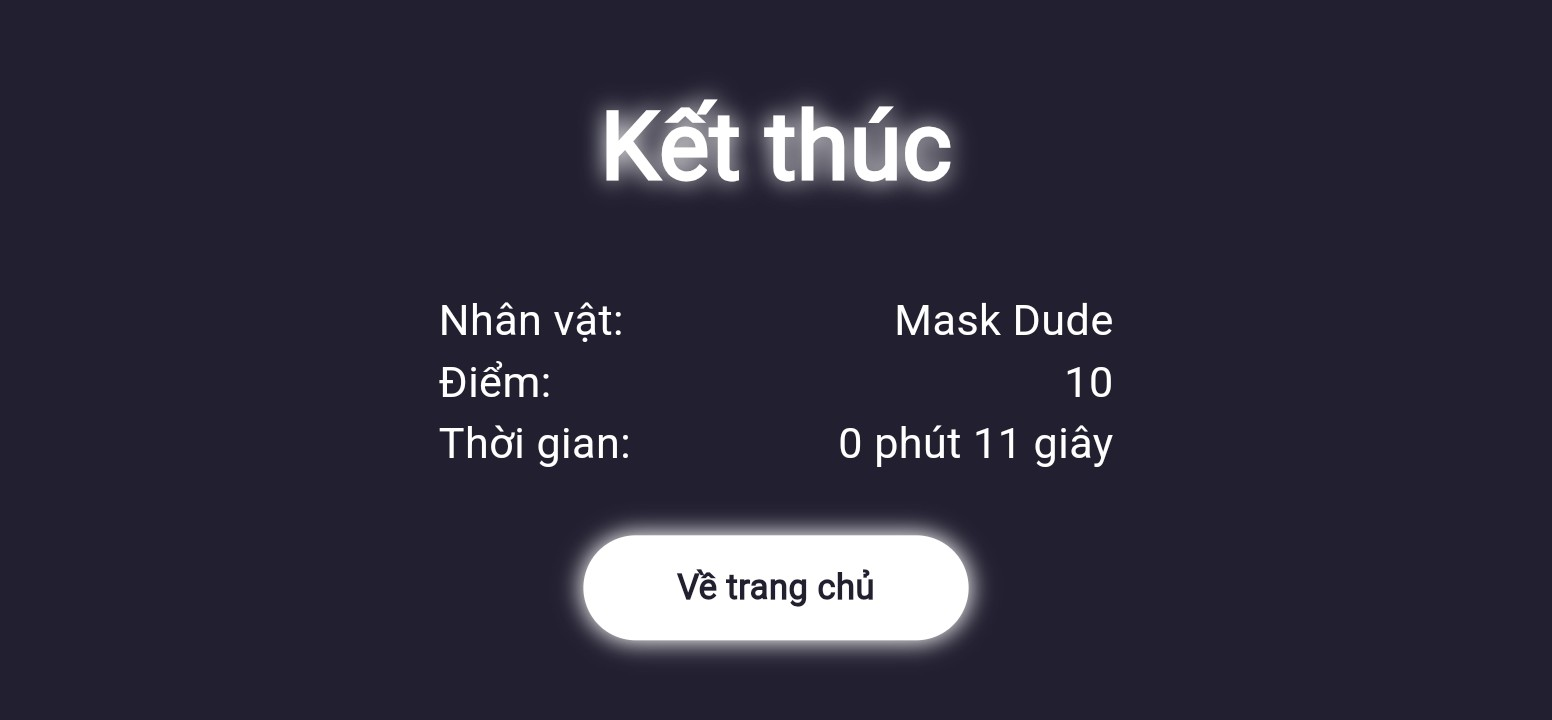 Kết thúc
Nhân vật: Mask Dude
Điểm: 10
Thời gian: 0 phút 11 giây
Về trang chủ